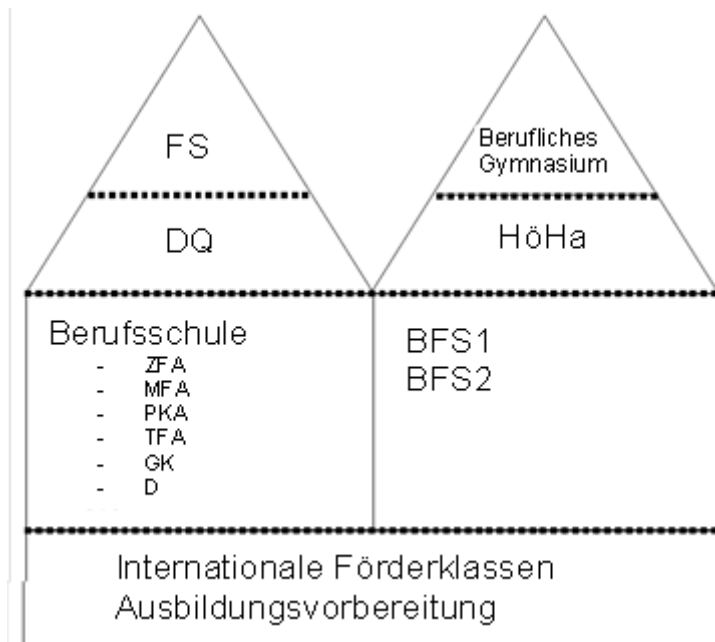 FS
DQ
Berufliches
Gymnasium
HöHa
Berufsschule
- ZFA
- MFA
- PKA
- TFA
- GK
- D
BFS1
BFS2
Internationale Förderklassen
Ausbildungsvorbereitung